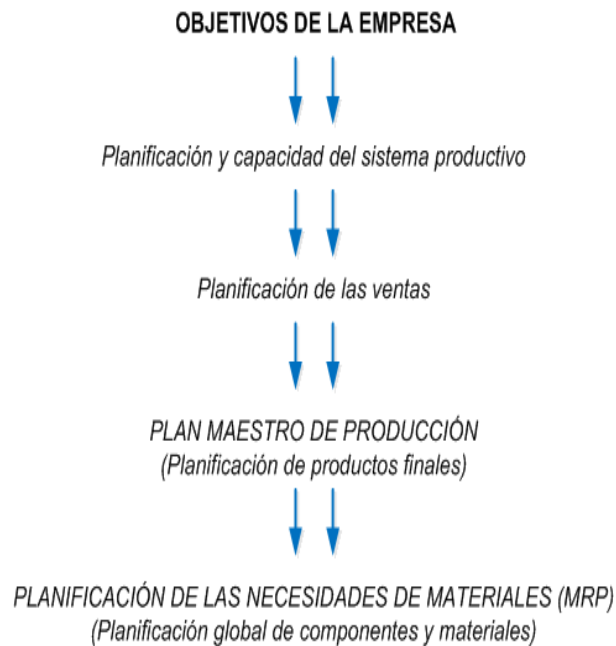 OBJETIVOS DE LA EMPRESA
Planificación y capacidad del sistema productivo
Planificación de las ventas
PLAN MAESTRO DE PRODUCCIÓN
(Planificación de productos finales)
PLANIFICACIÓN DE LAS NECESIDADES DE MATERIALES (MRP)
(Planificación global de componentes y materiales)